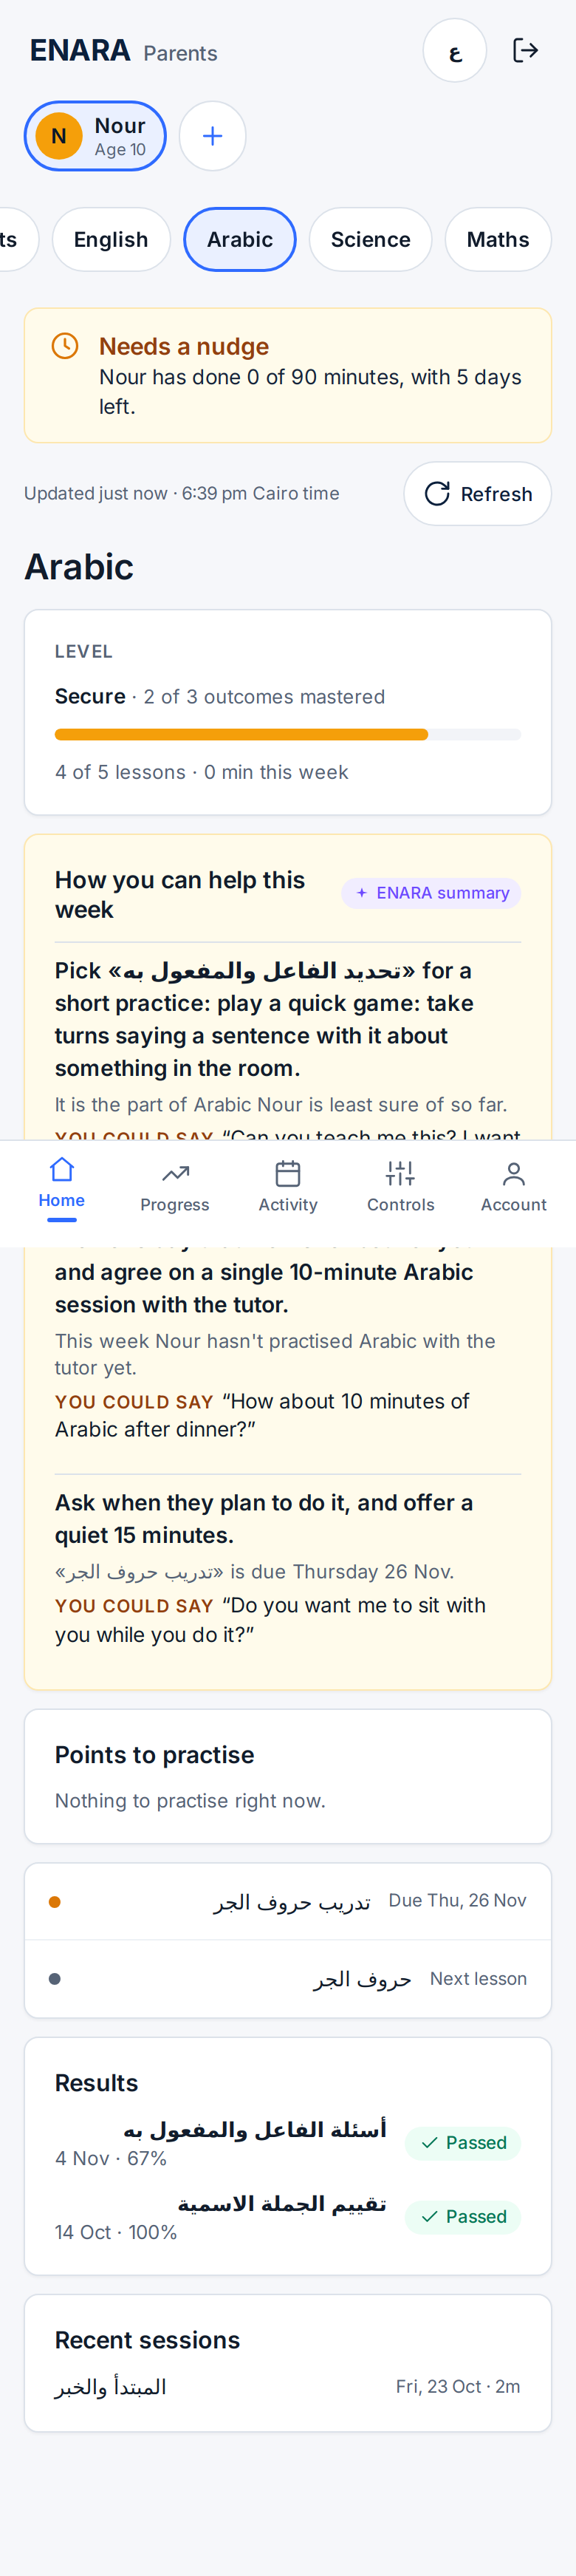 ENARA Parents
ع
N
Nour
Age 10
ts
English
Arabic
Science
Maths
Needs a nudge
Nour has done 0 of 90 minutes, with 5 days
left.
Updated just now · 6:39 pm Cairo time
Refresh
Arabic
LEVEL
Secure · 2 of 3 outcomes mastered
4 of 5 lessons · 0 min this week
How you can help this
week
ENARA summary
Pick «تحديد الفاعل والمفعول به» for a
short practice: play a quick game: take
turns saying a sentence with it about
something in the room.
It is the part of Arabic Nour is least sure of so far.
YOU COULD SAY “Can you teach me this? I want
Home
Progress
Activity
Controls
Account
and agree on a single 10-minute Arabic
session with the tutor.
This week Nour hasn't practised Arabic with the
tutor yet.
YOU COULD SAY “How about 10 minutes of
Arabic after dinner?”
Ask when they plan to do it, and offer a
quiet 15 minutes.
«تدريب حروف الجر» is due Thursday 26 Nov.
YOU COULD SAY “Do you want me to sit with
you while you do it?”
Points to practise
Nothing to practise right now.
تدريب حروف الجر
Due Thu, 26 Nov
حروف الجر
Next lesson
Results
أسئلة الفاعل والمفعول به
4 Nov · 67%
Passed
تقييم الجملة الاسمية
14 Oct · 100%
Passed
Recent sessions
المبتدأ والخبر
Fri, 23 Oct · 2m